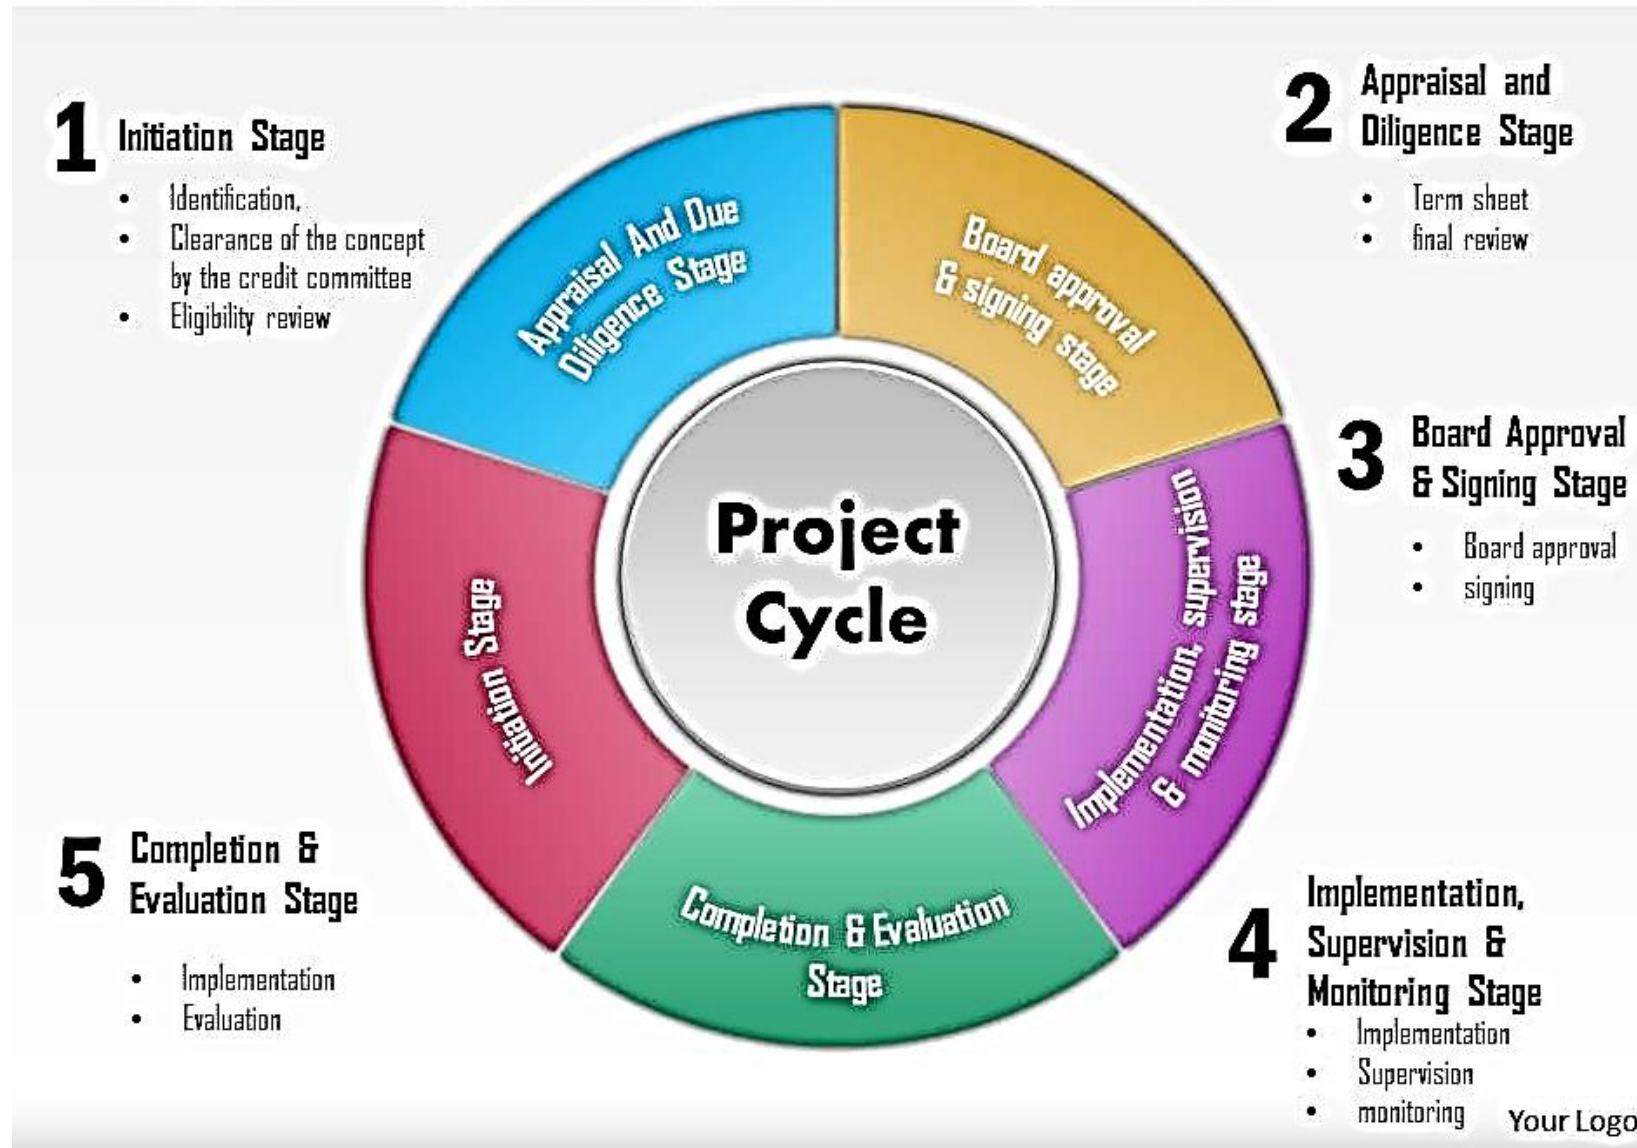 1 Initiation Stage
• Identification,
• Clearance of the concept
by the credit committee
• Eligibility review
2 Appraisal and
Diligence Stage
• Term sheet
• final review
3 Board Approval
& Signing Stage
• Board approval
• signing
4 Implementation,
Supervision &
Monitoring Stage
• Implementation
• Supervision
• monitoring
5 Completion &
Evaluation Stage
• Implementation
• Evaluation
Appraisal And Due
Diligence Stage
Board approval
& signing stage
Implementation, supervision
& monitoring stage
Completion & Evaluation
Stage
Initiation Stage
Project
Cycle
Your Logo